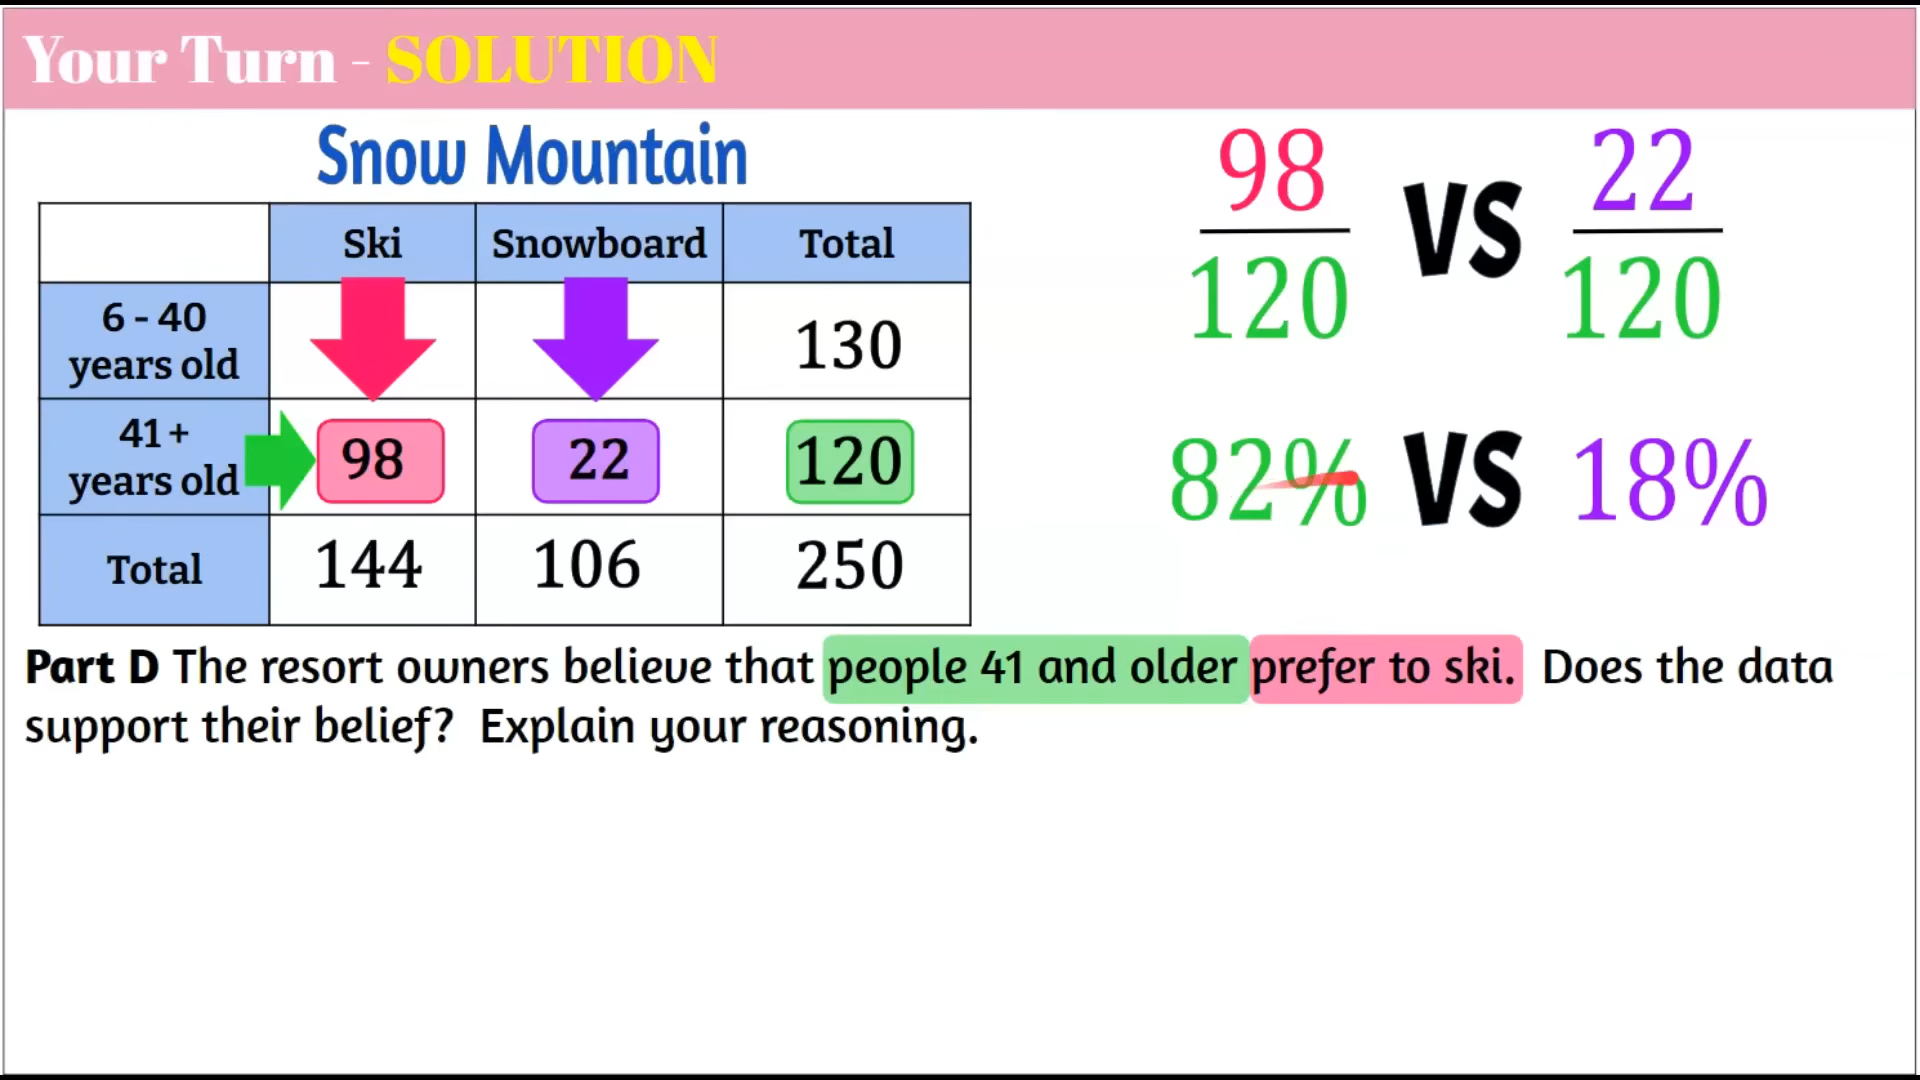 Your Turn - SOLUTION
Snow Mountain
Ski Snowboard Total
6 - 40 years old 130
41 + years old 98 22 120
Total 144 106 250
98/120 VS 22/120
82% VS 18%
Part D The resort owners believe that people 41 and older prefer to ski. Does the data
support their belief? Explain your reasoning.